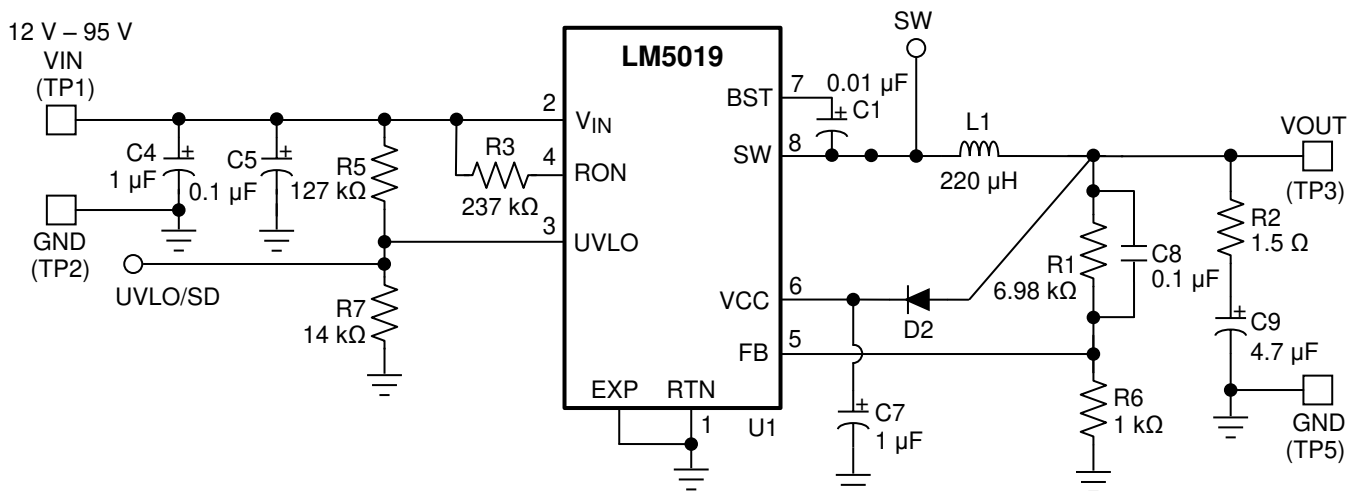 12 V – 95 V
VIN
(TP1)
GND
(TP2)
UVLO/SD
C4
1 µF
C5
0.1 µF
R5
127 kΩ
R3
237 kΩ
R7
14 kΩ
LM5019
2
VIN
4
RON
3
UVLO
EXP
RTN
1
U1
BST
7
SW
8
VCC
6
FB
5
0.01 µF
C1
SW
L1
220 µH
D2
C7
1 µF
R1
6.98 kΩ
C8
0.1 µF
R6
1 kΩ
R2
1.5 Ω
C9
4.7 µF
VOUT
(TP3)
GND
(TP5)